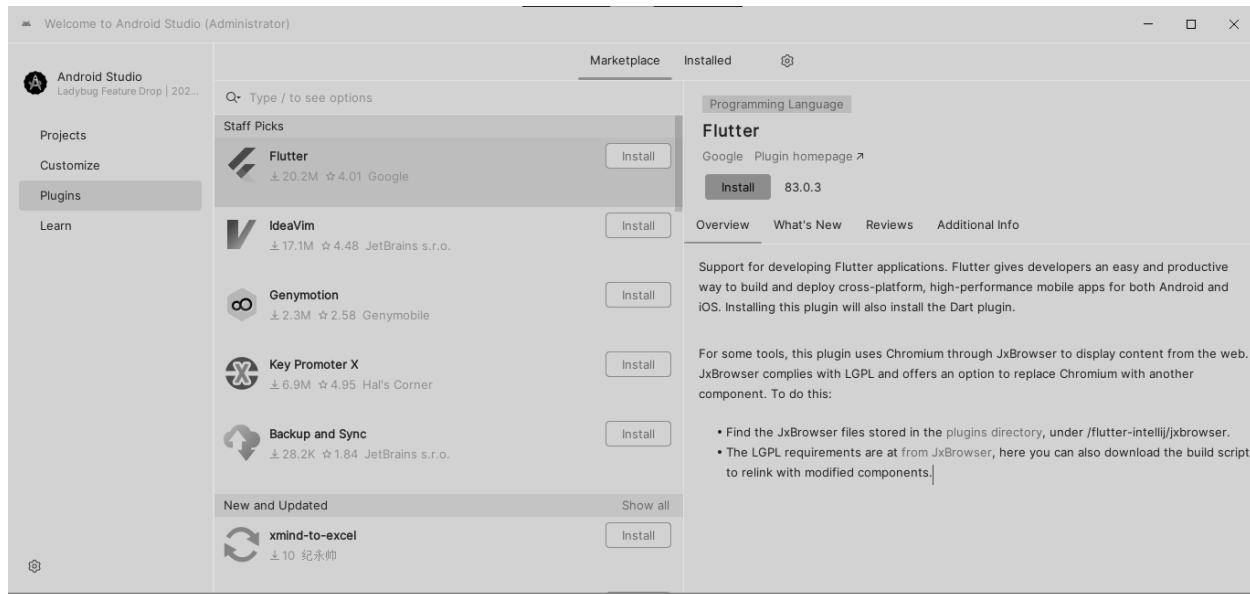 Welcome to Android Studio (Administrator)
Android Studio
Ladybug Feature Drop | 202...
Projects
Customize
Plugins
Learn
Marketplace
Installed
Type / to see options
Staff Picks
Flutter
20.2M 4.01 Google
Install
IdeaVim
17.1M 4.48 JetBrains s.r.o.
Install
Genymotion
2.3M 2.58 Genymobile
Install
Key Promoter X
6.9M 4.95 Hal's Corner
Install
Backup and Sync
28.2K 1.84 JetBrains s.r.o.
Install
New and Updated Show all
xmind-to-excel
10 纪永帅
Install
Programming Language
Flutter
Google Plugin homepage
Install 83.0.3
Overview What's New Reviews Additional Info
Support for developing Flutter applications. Flutter gives developers an easy and productive
way to build and deploy cross-platform, high-performance mobile apps for both Android and
iOS. Installing this plugin will also install the Dart plugin.
For some tools, this plugin uses Chromium through JxBrowser to display content from the web.
JxBrowser complies with LGPL and offers an option to replace Chromium with another
component. To do this:
• Find the JxBrowser files stored in the plugins directory, under /flutter-intellij/jxbrowser.
• The LGPL requirements are at from JxBrowser, here you can also download the build script
to relink with modified components.